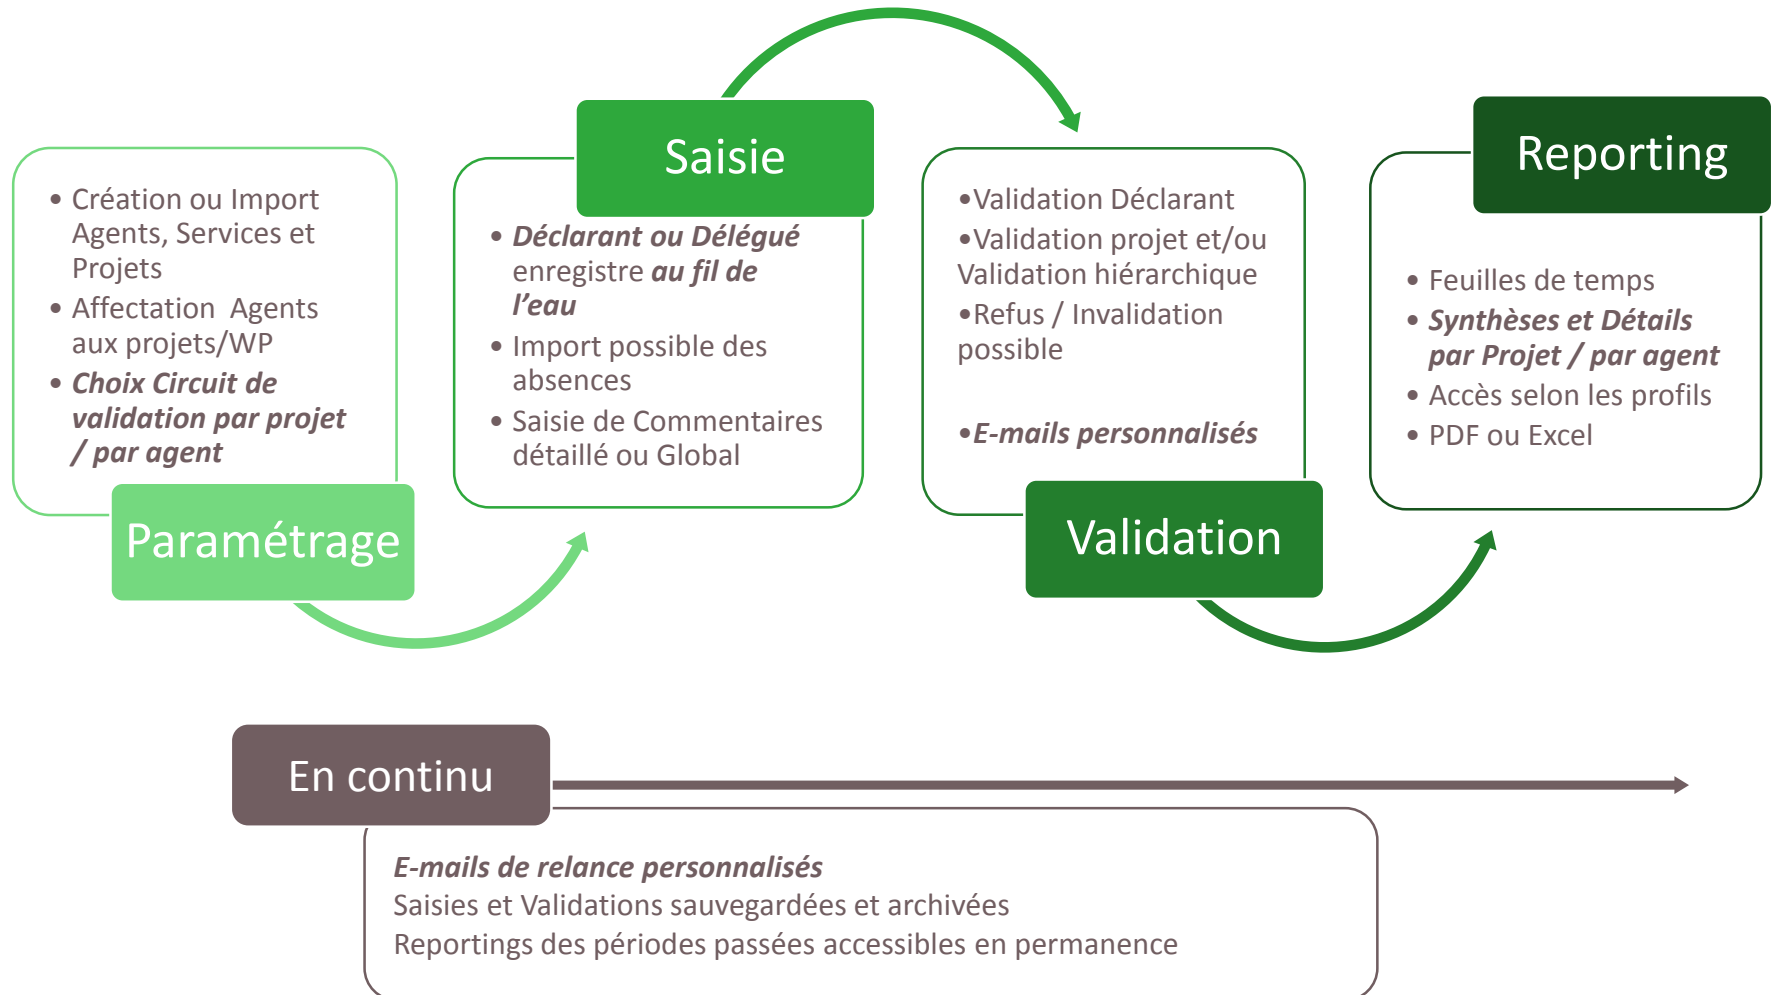 • Création ou Import
Agents, Services et
Projets
• Affectation Agents
aux projets/WP
• Choix Circuit de
validation par projet
/ par agent
Paramétrage
Saisie
• Déclarant ou Délégué
enregistre au fil de
l’eau
• Import possible des
absences
• Saisie de Commentaires
détaillé ou Global
•Validation Déclarant
•Validation projet et/ou
Validation hiérarchique
•Refus / Invalidation
possible
•E-mails personnalisés
Validation
Reporting
• Feuilles de temps
• Synthèses et Détails
par Projet / par agent
• Accès selon les profils
• PDF ou Excel
En continu
E-mails de relance personnalisés
Saisies et Validations sauvegardées et archivées
Reportings des périodes passées accessibles en permanence